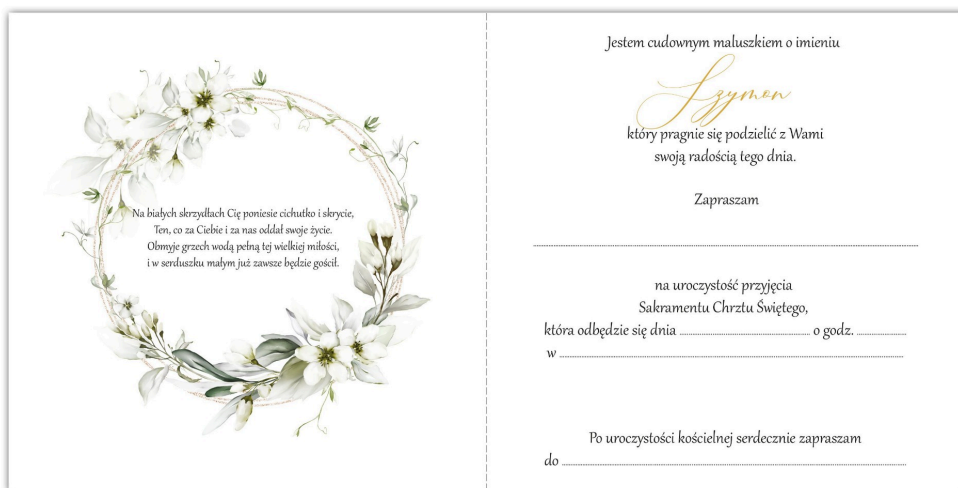 Na białych skrzydłach Cię poniesie cichutko i skrycie,
Ten, co za Ciebie i za nas oddał swoje życie.
Obmyje grzech wodą pełną tej wielkiej miłości,
i w serduszku małym już zawsze będzie gościł.
Jestem cudownym maluszkiem o imieniu
Szymon
który pragnie się podzielić z Wami
swoją radością tego dnia.
Zapraszam
na uroczystość przyjęcia
Sakramentu Chrztu Świętego,
która odbędzie się dnia ........................ o godz. ............
w ........................
Po uroczystości kościelnej serdecznie zapraszam
do ........................